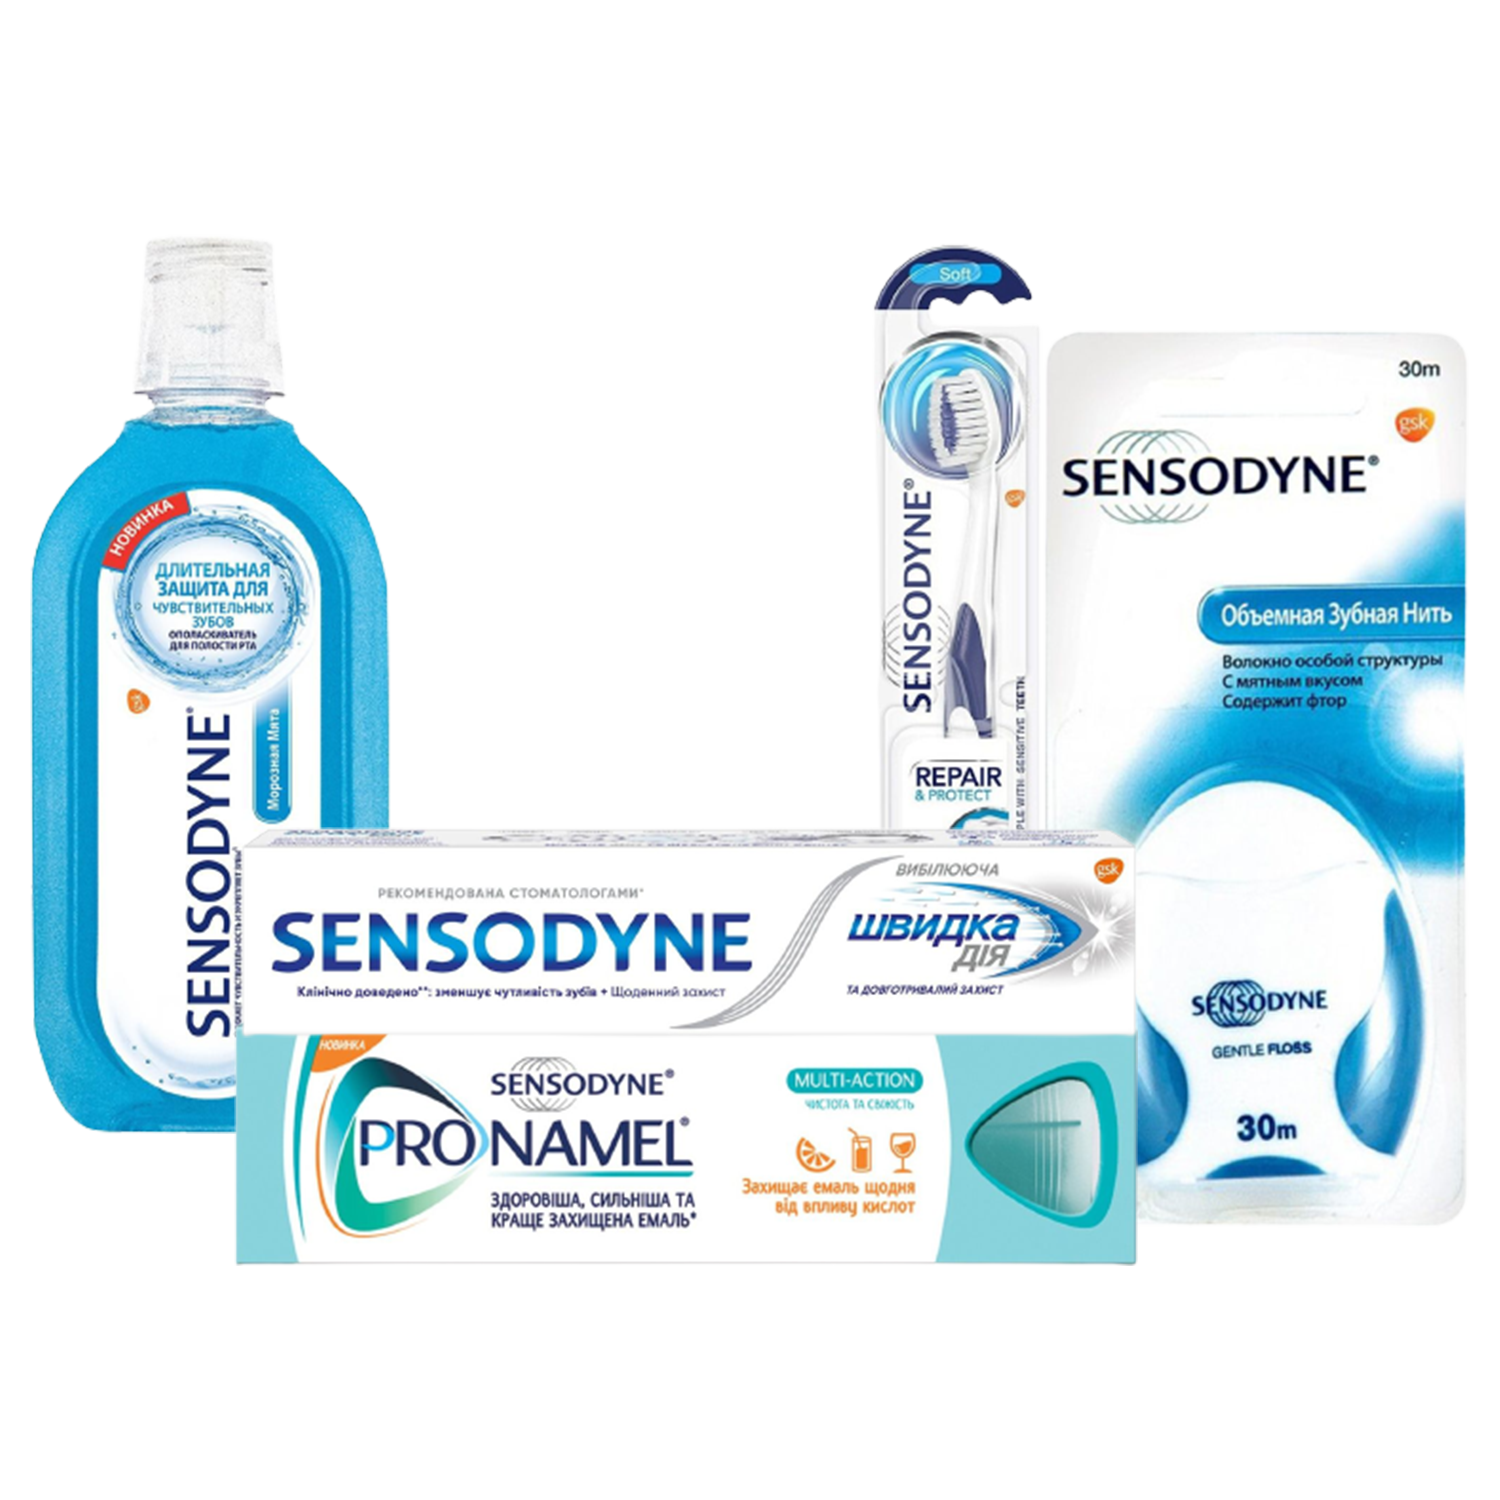 НОВИНКА
ДЛИТЕЛЬНАЯ
ЗАЩИТА ДЛЯ
ЧУВСТВИТЕЛЬНЫХ
ЗУБОВ
ОПОЛАСКИВАТЕЛЬ
ДЛЯ ПОЛОСТИ РТА
SENSODYNE®
Морозная Мята
Soft
SENSODYNE®
gsk
REPAIR
& PROTECT
SENSITIVE TEETH
30m
gsk
SENSODYNE®
Объемная Зубная Нить
Волокно особой структуры
С мятным вкусом
Содержит фтор
SENSODYNE
GENTLE FLOSS
30m
РЕКОМЕНДОВАНА СТОМАТОЛОГАМИ*
SENSODYNE
Клінічно доведено**: зменшує чутливість зубів + Щоденний захист
ВИБІЛЮЮЧА
ШВИДКА
ДІЯ
ТА ДОВГОТРИВАЛИЙ ЗАХИСТ
gsk
НОВИНКА
SENSODYNE®
PRONAMEL®
ЗДОРОВІША, СИЛЬНІША ТА
КРАЩЕ ЗАХИЩЕНА ЕМАЛЬ*
MULTI-ACTION
ЧИСТОТА ТА СВІЖІСТЬ
Захищає емаль щодня
від впливу кислот